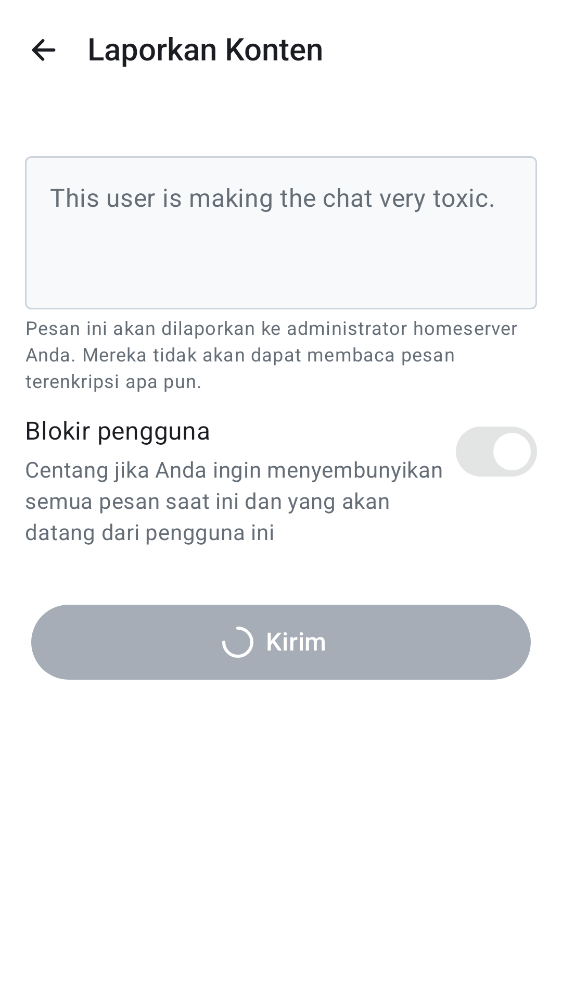 Laporkan Konten
This user is making the chat very toxic.
Pesan ini akan dilaporkan ke administrator homeserver
Anda. Mereka tidak akan dapat membaca pesan
terenkripsi apa pun.
Blokir pengguna
Centang jika Anda ingin menyembunyikan
semua pesan saat ini dan yang akan
datang dari pengguna ini
Kirim